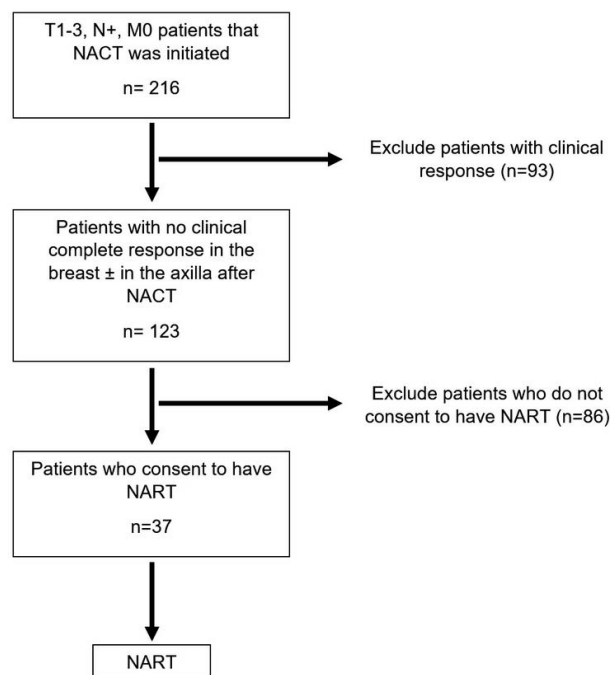 T1-3, N+, M0 patients that
NACT was initiated
n= 216
Exclude patients with clinical
response (n=93)
Patients with no clinical
complete response in the
breast ± in the axilla after
NACT
n= 123
Exclude patients who do not
consent to have NART (n=86)
Patients who consent to have
NART
n=37
NART